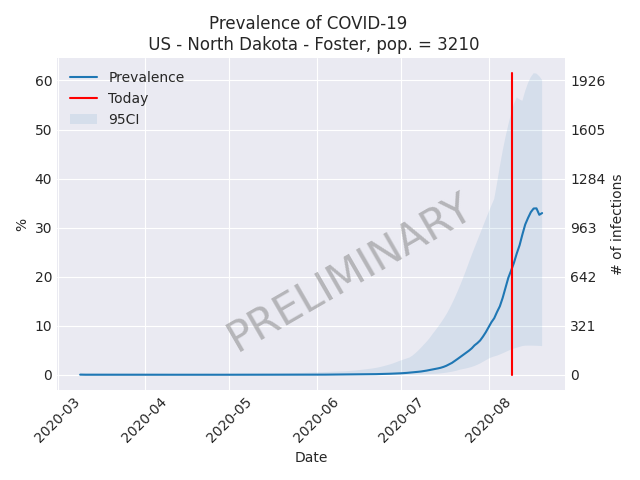 Prevalence of COVID-19
US - North Dakota - Foster, pop. = 3210
Prevalence
Today
95CI
60
50
40
30
20
10
0
%
1926
1605
1284
963
642
321
0
# of infections
PRELIMINARY
2020-03
2020-04
2020-05
2020-06
2020-07
2020-08
Date